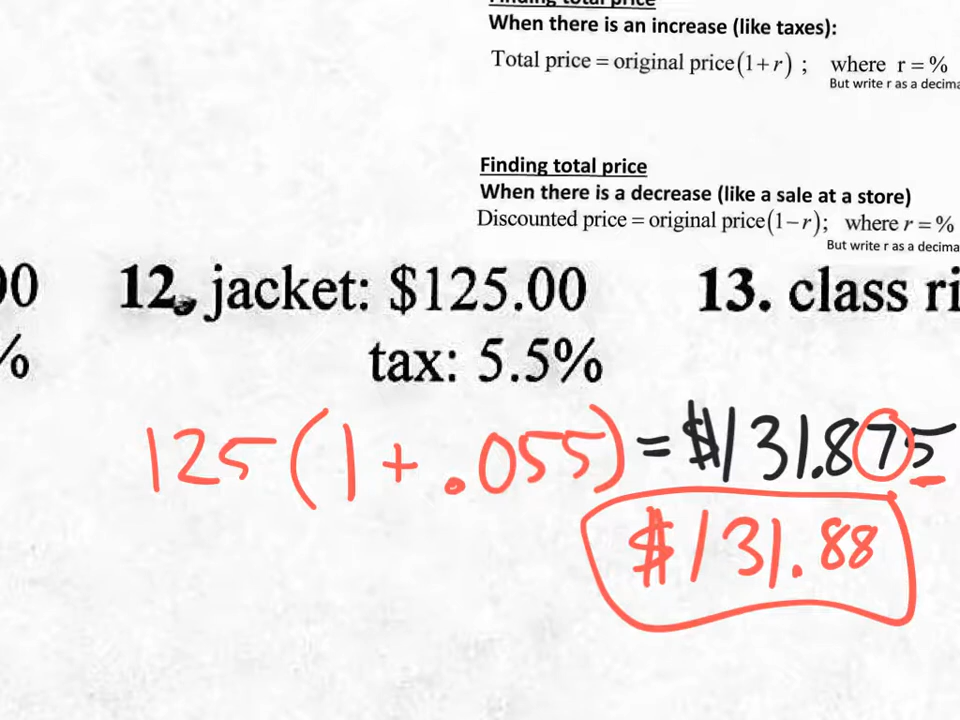 Finding total price
When there is an increase (like taxes):
Total price = original price(1+r) ; where r = %
But write r as a decima
Finding total price
When there is a decrease (like a sale at a store)
Discounted price = original price(1−r); where r = %
But write r as a decima
00 12. jacket: $125.00 13. class ri
% tax: 5.5%
125(1 + .055) = $131.875
$131.88